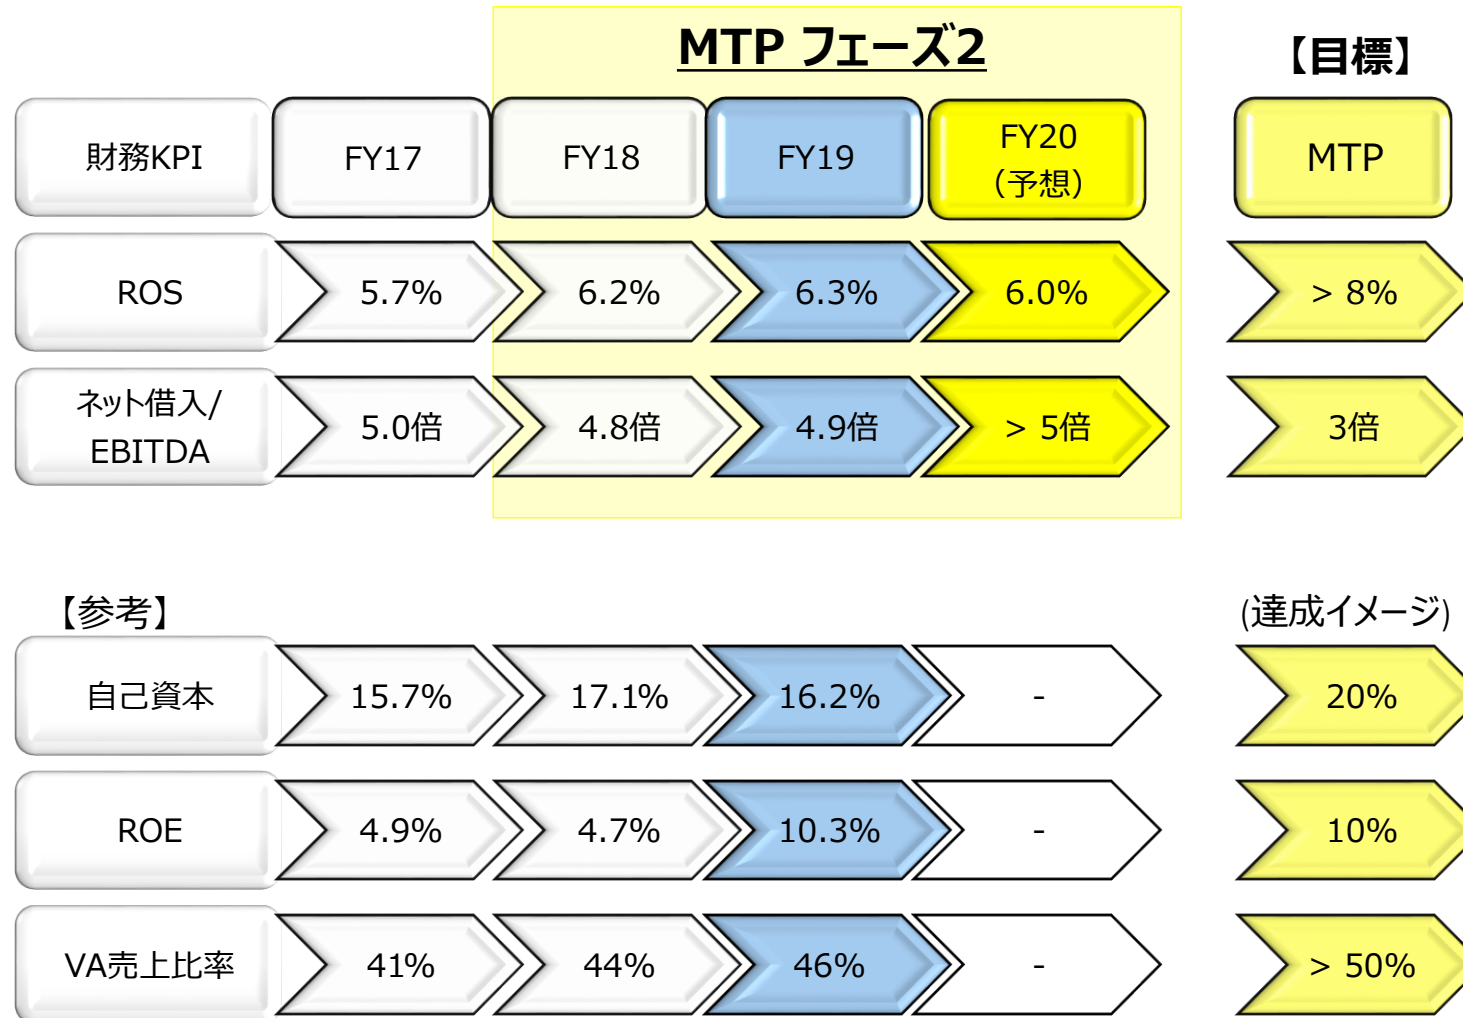 MTP フェーズ2
【目標】
財務KPI
FY17
FY18
FY19
FY20
(予想)
MTP
ROS
5.7%
6.2%
6.3%
6.0%
> 8%
ネット借入/
EBITDA
5.0倍
4.8倍
4.9倍
> 5倍
3倍
【参考】
(達成イメージ)
自己資本
15.7%
17.1%
16.2%
-
20%
ROE
4.9%
4.7%
10.3%
-
10%
VA売上比率
41%
44%
46%
-
> 50%